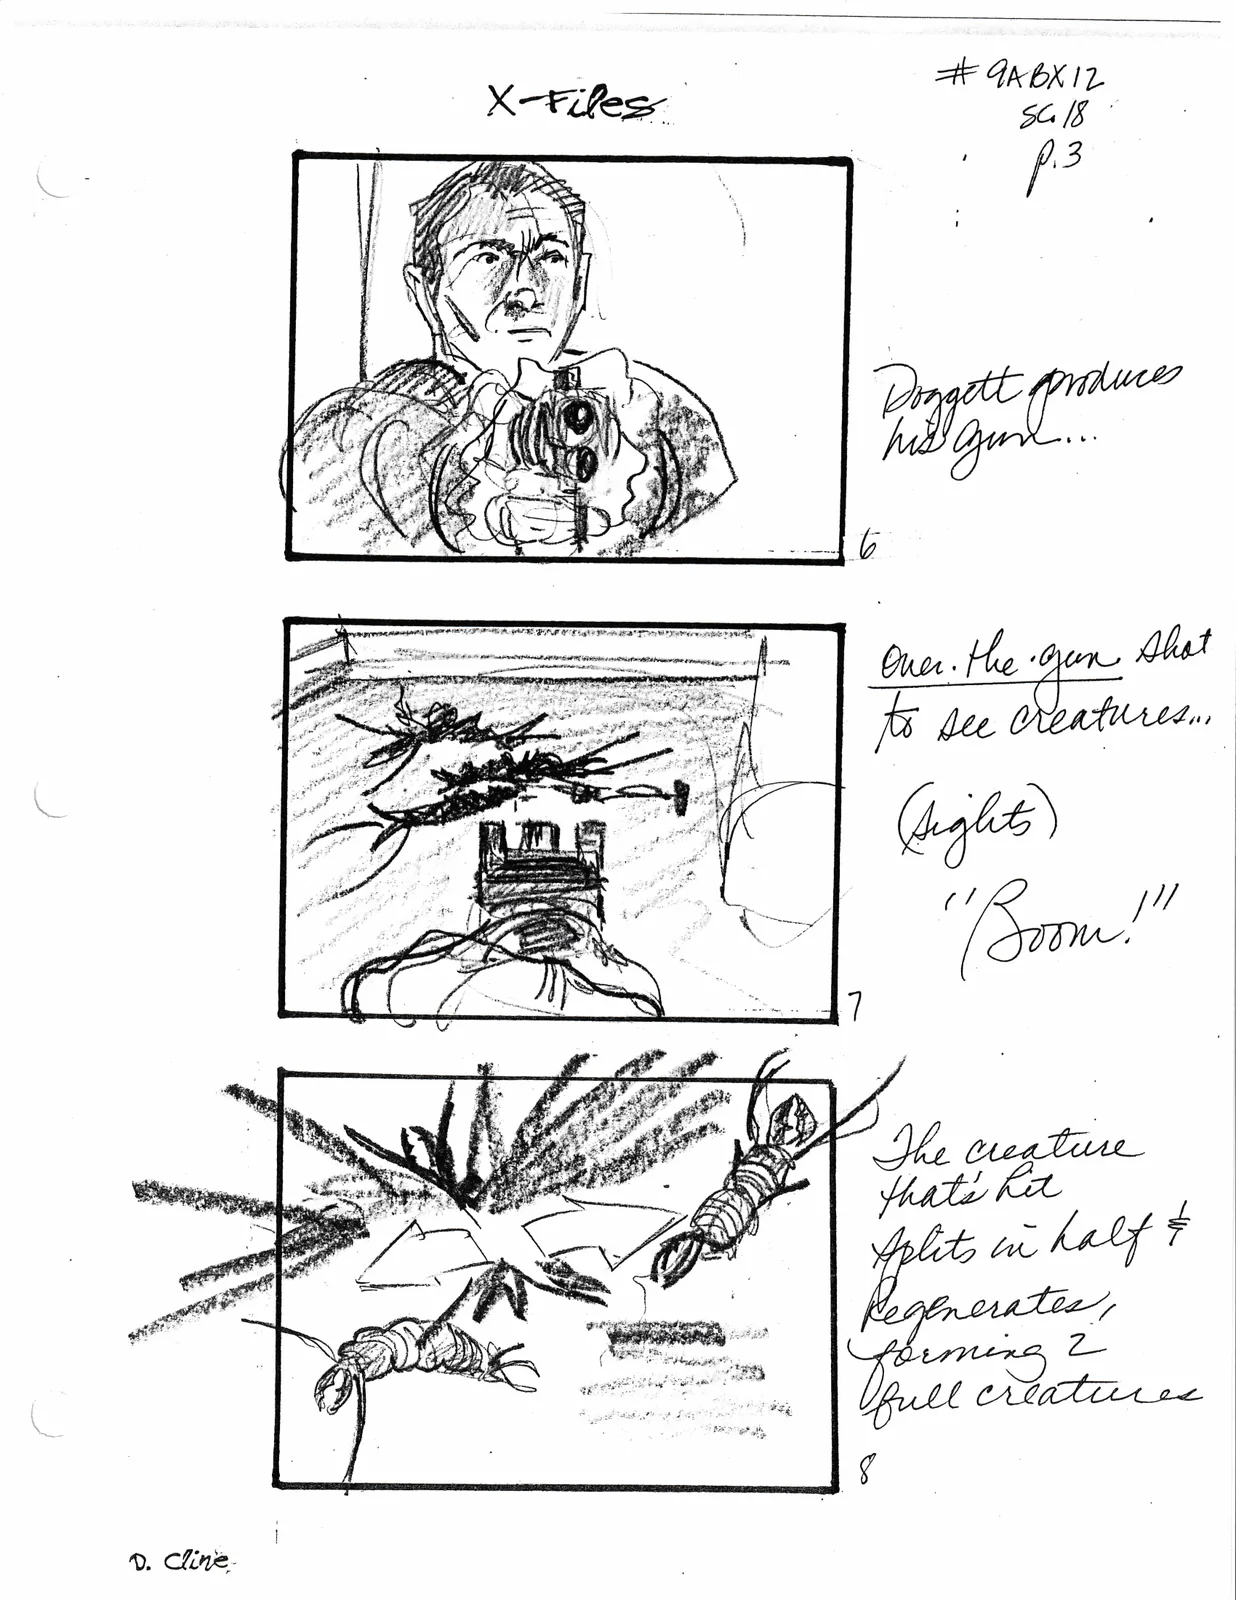 X-Files
# 9ABX12
SC. 18
p. 3
Doggett produces
his gun...
6
Over·the·gun shot
to see creatures...
(sights)
"Boom!"
7
The creature
that's hit
splits in half &
Regenerates,
forming 2
full creatures
8
D. Cline